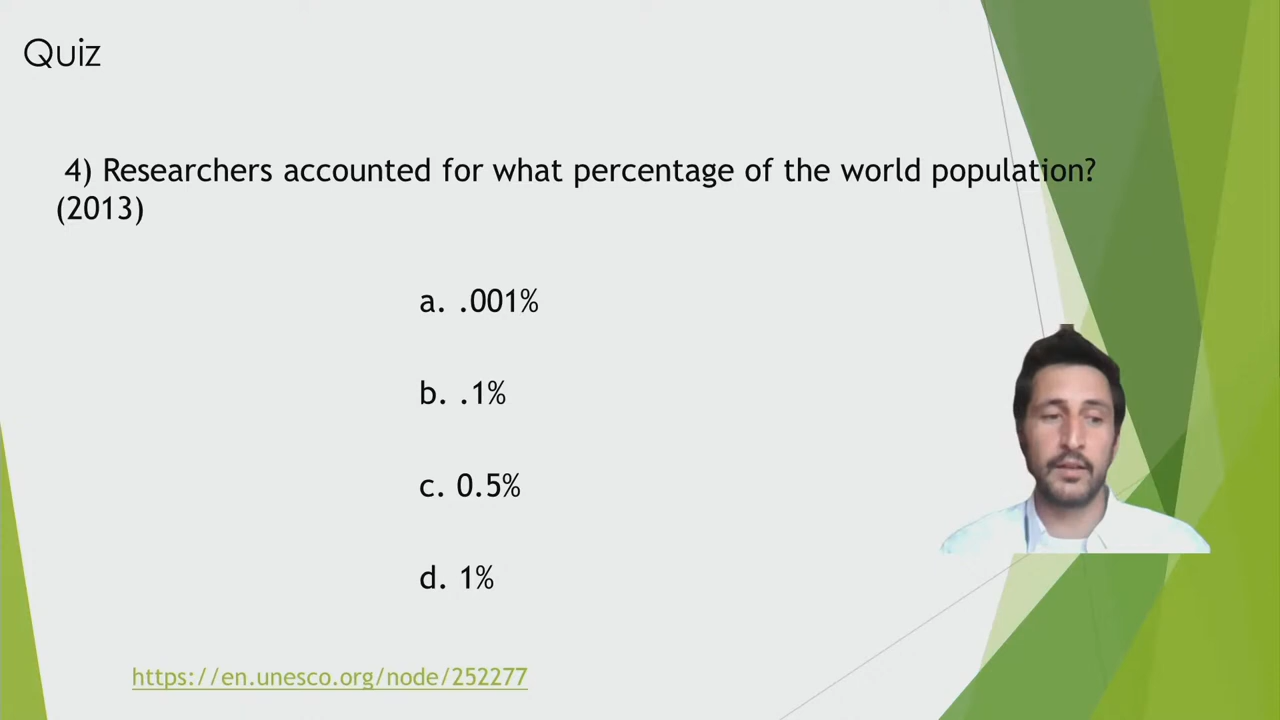 Quiz
4) Researchers accounted for what percentage of the world population?
(2013)
a. .001%
b. .1%
c. 0.5%
d. 1%
https://en.unesco.org/node/252277